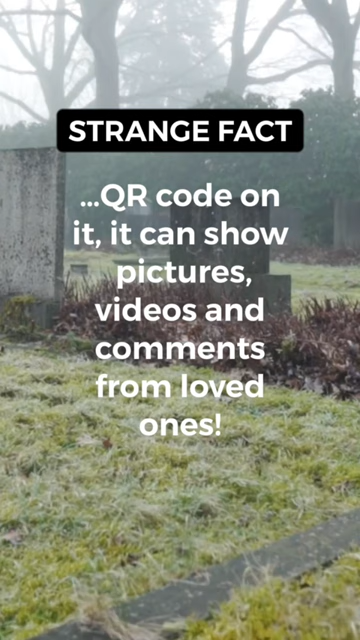 STRANGE FACT
...QR code on
it, it can show
pictures,
videos and
comments
from loved
ones!